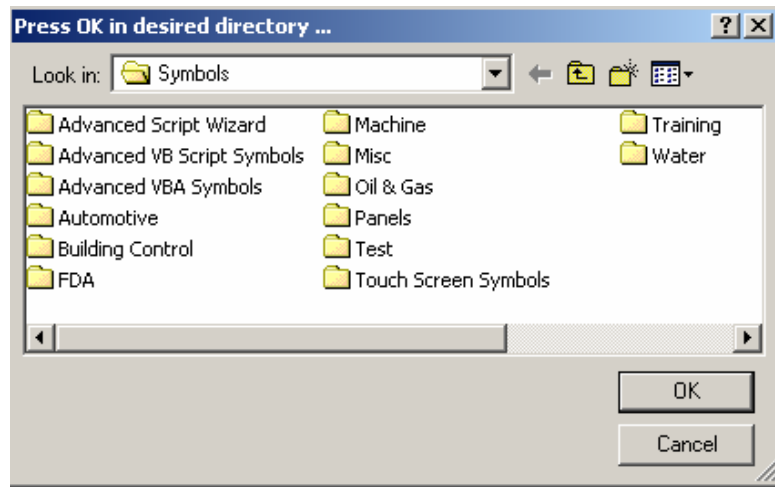 Press OK in desired directory ...
Look in: Symbols
Advanced Script Wizard
Advanced VB Script Symbols
Advanced VBA Symbols
Automotive
Building Control
FDA
Machine
Misc
Oil & Gas
Panels
Test
Touch Screen Symbols
Training
Water
OK
Cancel